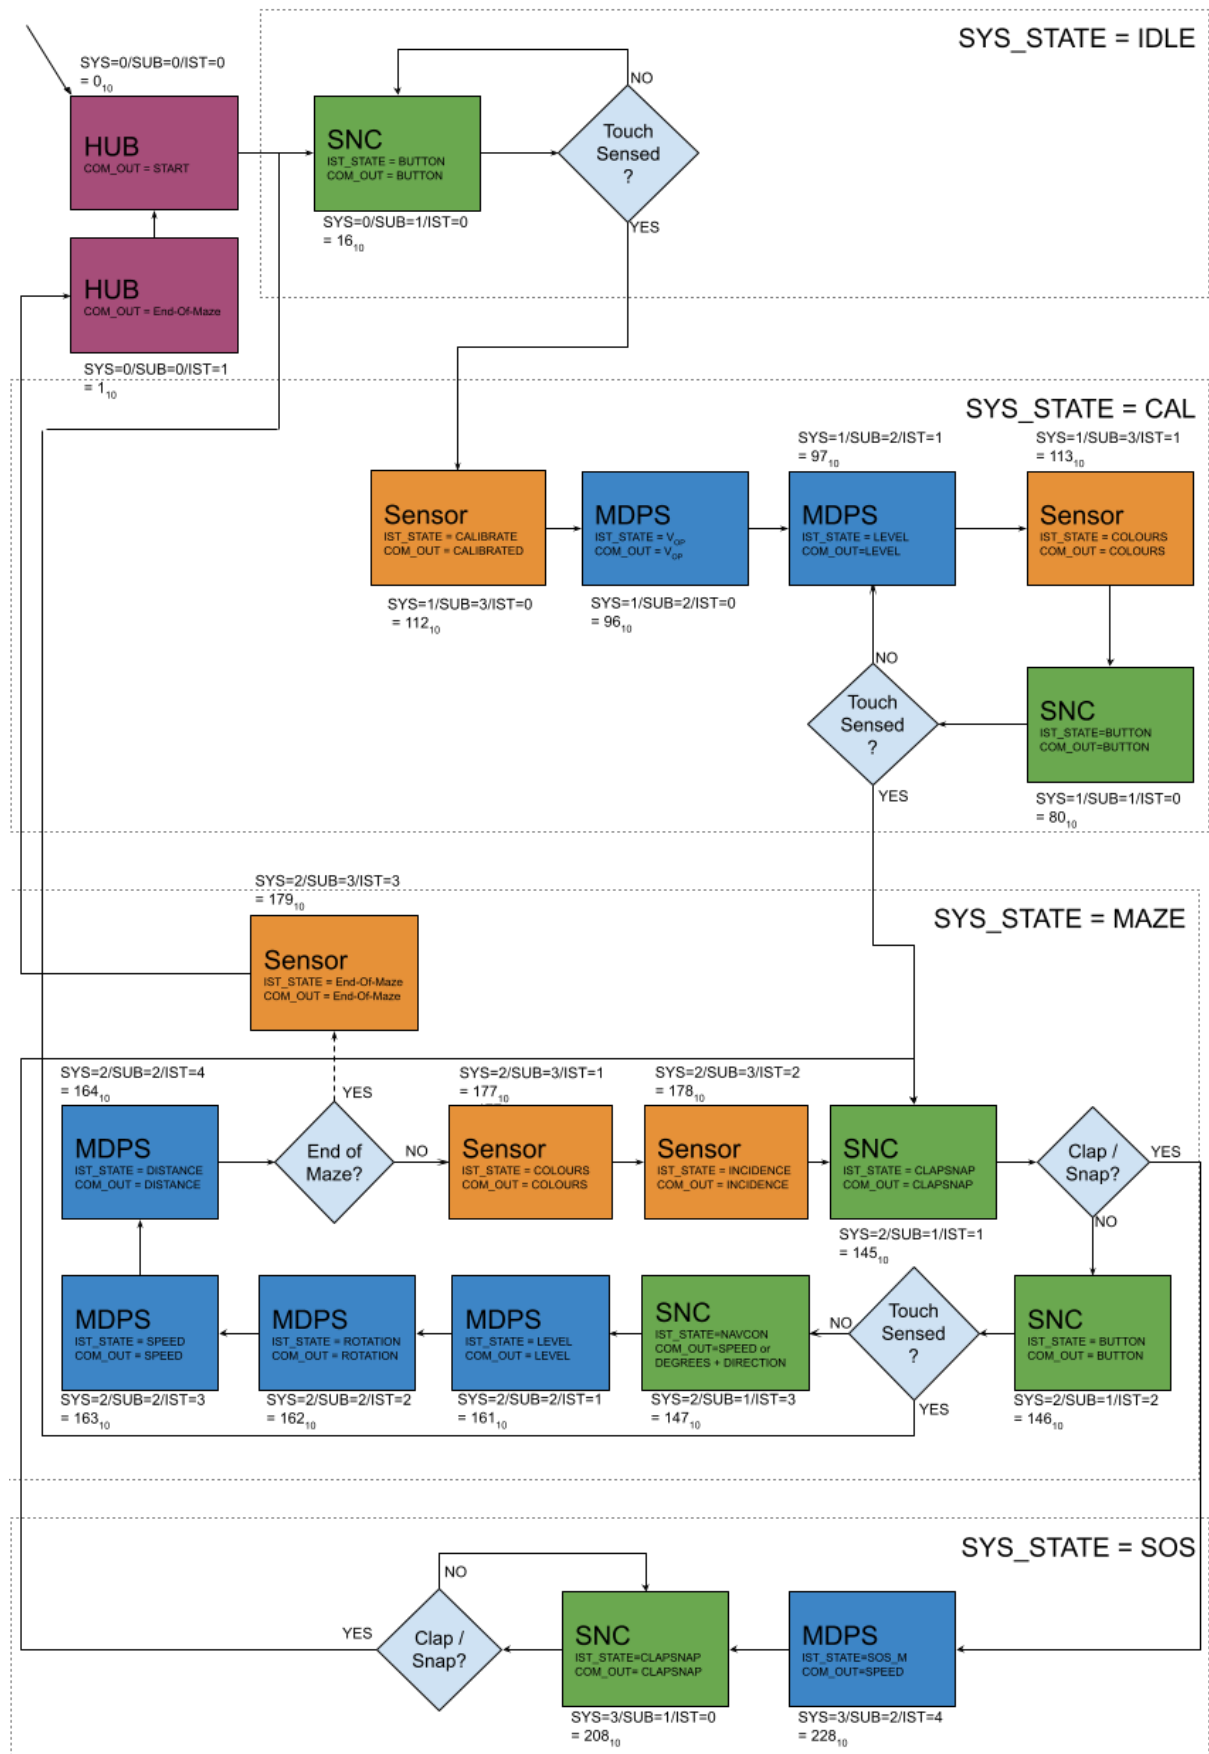 SYS_STATE = IDLE
SYS=0/SUB=0/IST=0
= 0₁₀
HUB
COM_OUT = START
SNC
IST_STATE = BUTTON
COM_OUT = BUTTON
SYS=0/SUB=1/IST=0
= 16₁₀
NO
Touch
Sensed
?
YES
HUB
COM_OUT = End-Of-Maze
SYS=0/SUB=0/IST=1
= 1₁₀
SYS_STATE = CAL
Sensor
IST_STATE = CALIBRATE
COM_OUT = CALIBRATED
SYS=1/SUB=3/IST=0
= 112₁₀
MDPS
IST_STATE = V_OP
COM_OUT = V_OP
SYS=1/SUB=2/IST=0
= 96₁₀
SYS=1/SUB=2/IST=1
= 97₁₀
MDPS
IST_STATE = LEVEL
COM_OUT=LEVEL
SYS=1/SUB=3/IST=1
= 113₁₀
Sensor
IST_STATE = COLOURS
COM_OUT = COLOURS
NO
Touch
Sensed
?
YES
SNC
IST_STATE=BUTTON
COM_OUT=BUTTON
SYS=1/SUB=1/IST=0
= 80₁₀
SYS_STATE = MAZE
SYS=2/SUB=3/IST=3
= 179₁₀
Sensor
IST_STATE = End-Of-Maze
COM_OUT = End-Of-Maze
SYS=2/SUB=2/IST=4
= 164₁₀
MDPS
IST_STATE = DISTANCE
COM_OUT = DISTANCE
YES
End of
Maze?
NO
SYS=2/SUB=3/IST=1
= 177₁₀
Sensor
IST_STATE = COLOURS
COM_OUT = COLOURS
SYS=2/SUB=3/IST=2
= 178₁₀
Sensor
IST_STATE = INCIDENCE
COM_OUT = INCIDENCE
SNC
IST_STATE = CLAPSNAP
COM_OUT = CLAPSNAP
SYS=2/SUB=1/IST=1
= 145₁₀
Clap /
Snap?
YES
NO
MDPS
IST_STATE = SPEED
COM_OUT = SPEED
SYS=2/SUB=2/IST=3
= 163₁₀
MDPS
IST_STATE = ROTATION
COM_OUT = ROTATION
SYS=2/SUB=2/IST=2
= 162₁₀
MDPS
IST_STATE = LEVEL
COM_OUT = LEVEL
SYS=2/SUB=2/IST=1
= 161₁₀
SNC
IST_STATE=NAVCON
COM_OUT=SPEED or
DEGREES + DIRECTION
SYS=2/SUB=1/IST=3
= 147₁₀
NO
Touch
Sensed
?
YES
SNC
IST_STATE = BUTTON
COM_OUT = BUTTON
SYS=2/SUB=1/IST=2
= 146₁₀
SYS_STATE = SOS
NO
YES
Clap /
Snap?
SNC
IST_STATE=CLAPSNAP
COM_OUT= CLAPSNAP
SYS=3/SUB=1/IST=0
= 208₁₀
MDPS
IST_STATE=SOS_M
COM_OUT=SPEED
SYS=3/SUB=2/IST=4
= 228₁₀